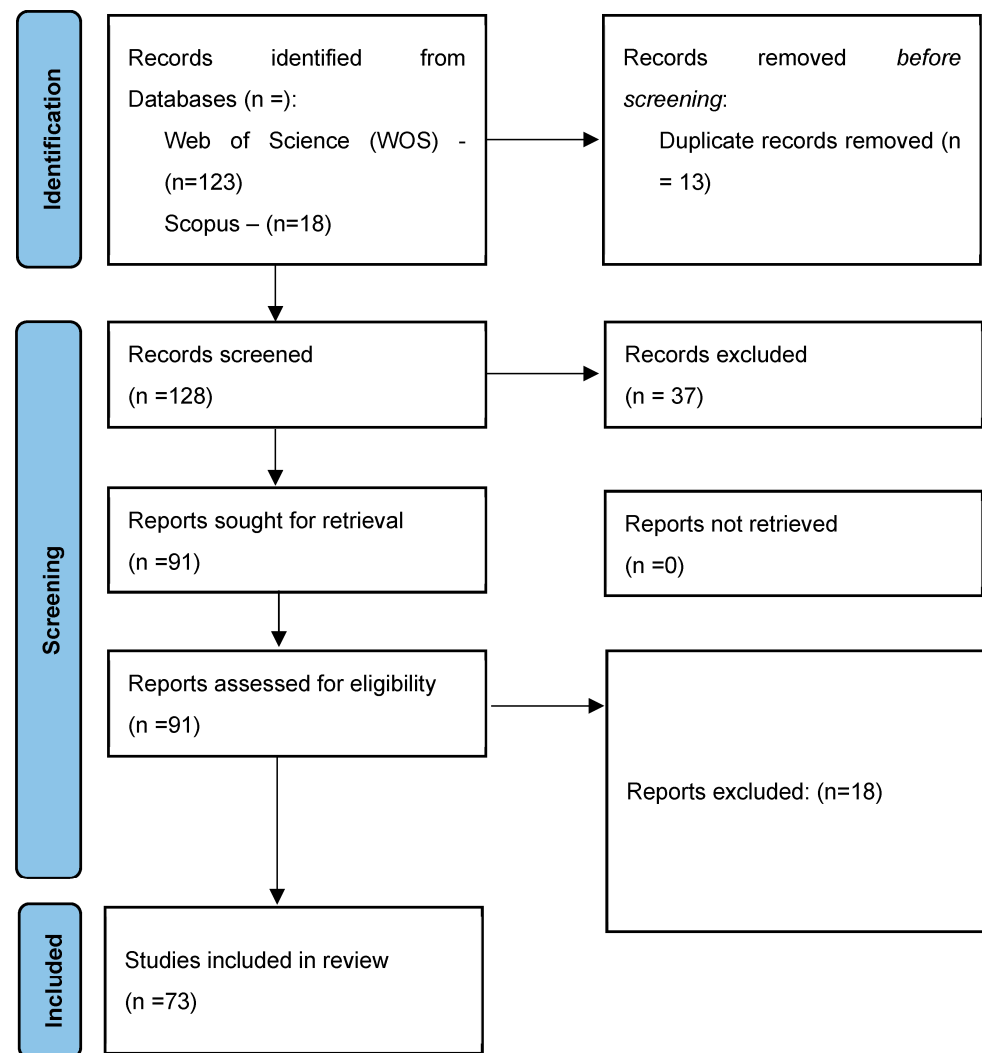 Identification
Records identified from
Databases (n =):
Web of Science (WOS) -
(n=123)
Scopus – (n=18)
Records removed before
screening:
Duplicate records removed (n
= 13)
Screening
Records screened
(n =128)
Records excluded
(n = 37)
Reports sought for retrieval
(n =91)
Reports not retrieved
(n =0)
Reports assessed for eligibility
(n =91)
Reports excluded: (n=18)
Included
Studies included in review
(n =73)